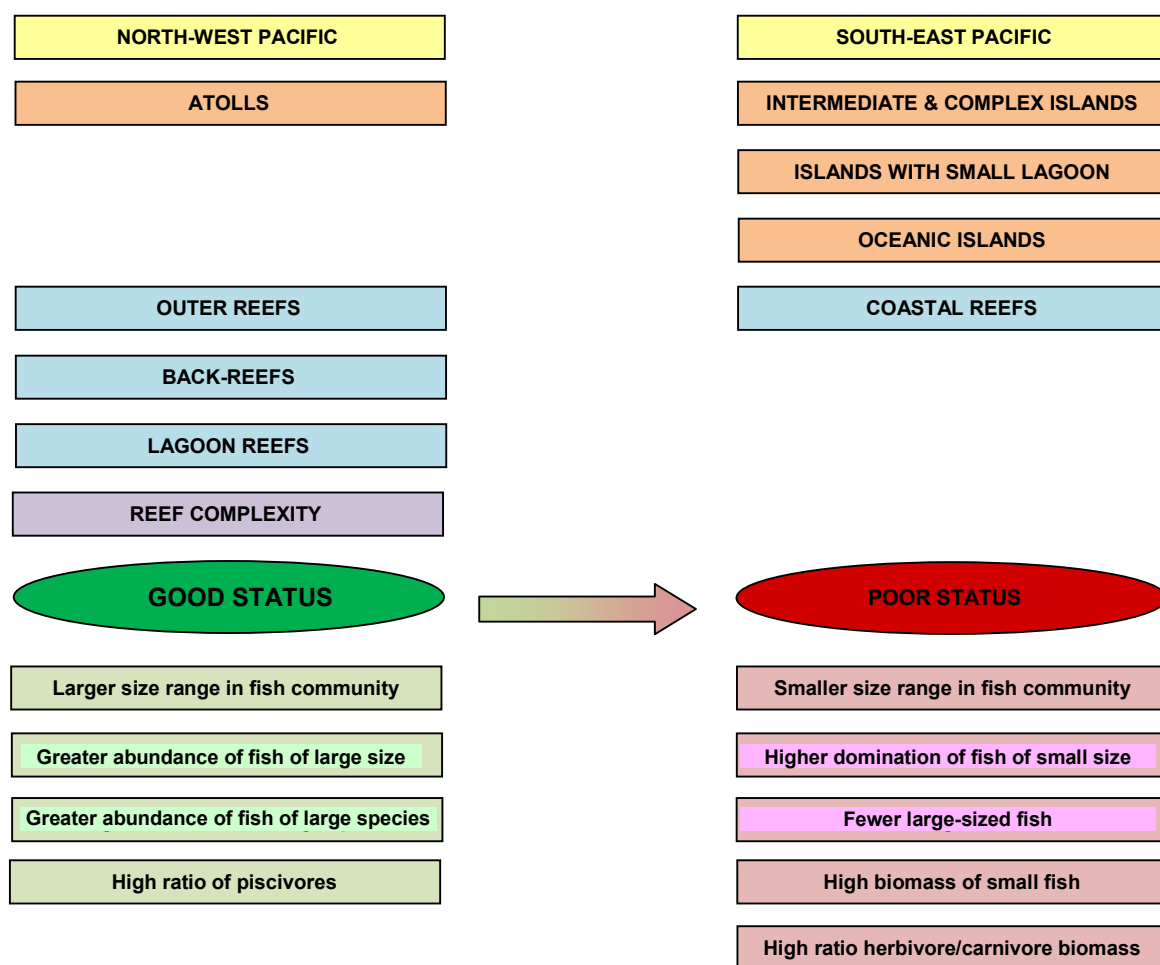 NORTH-WEST PACIFIC
SOUTH-EAST PACIFIC
ATOLLS
INTERMEDIATE & COMPLEX ISLANDS
ISLANDS WITH SMALL LAGOON
OCEANIC ISLANDS
OUTER REEFS
COASTAL REEFS
BACK-REEFS
LAGOON REEFS
REEF COMPLEXITY
GOOD STATUS
POOR STATUS
Larger size range in fish community
Smaller size range in fish community
Greater abundance of fish of large size
Higher domination of fish of small size
Greater abundance of fish of large species
Fewer large-sized fish
High ratio of piscivores
High biomass of small fish
High ratio herbivore/carnivore biomass